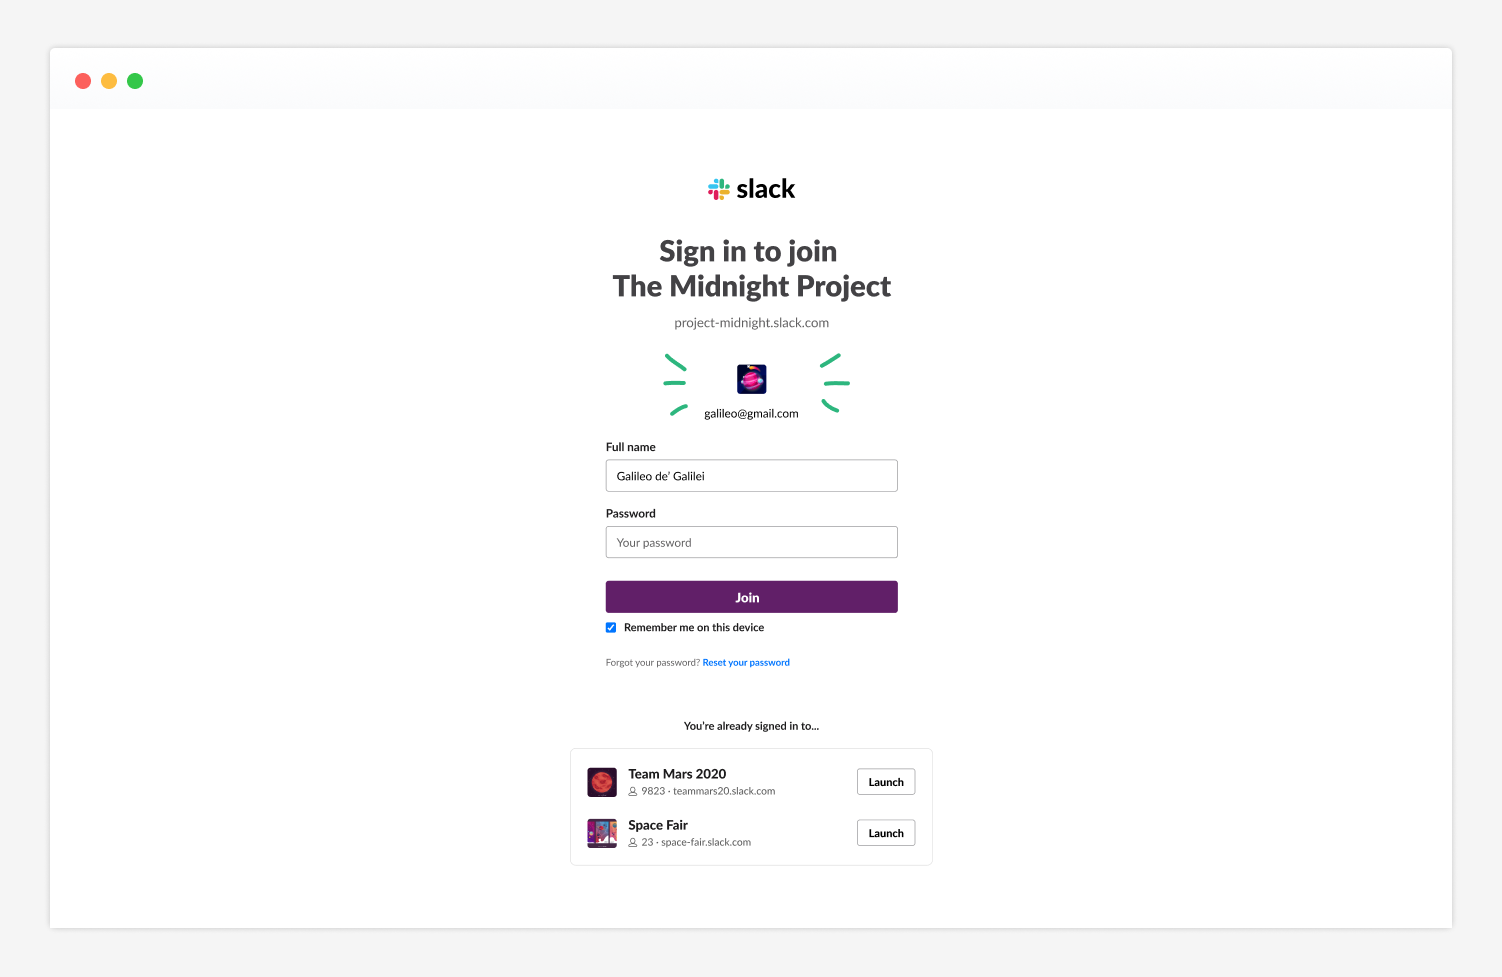 slack
Sign in to join
The Midnight Project
project-midnight.slack.com
galileo@gmail.com
Full name
Galileo de’ Galilei
Password
Your password
Join
Remember me on this device
Forgot your password? Reset your password
You’re already signed in to...
Team Mars 2020
9823 · teammars20.slack.com
Launch
Space Fair
23 · space-fair.slack.com
Launch